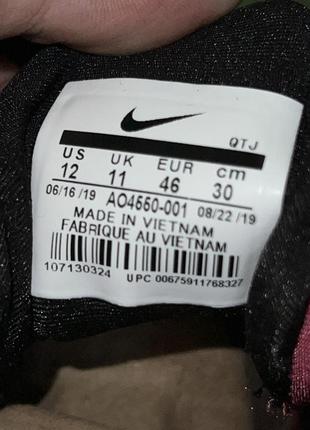 QTJ
US UK EUR cm
12 11 46 30
06/16/19 AO4660-001 08/22/19
MADE IN VIETNAM
FABRIQUE AU VIETNAM
107130324 UPC 00675911768327